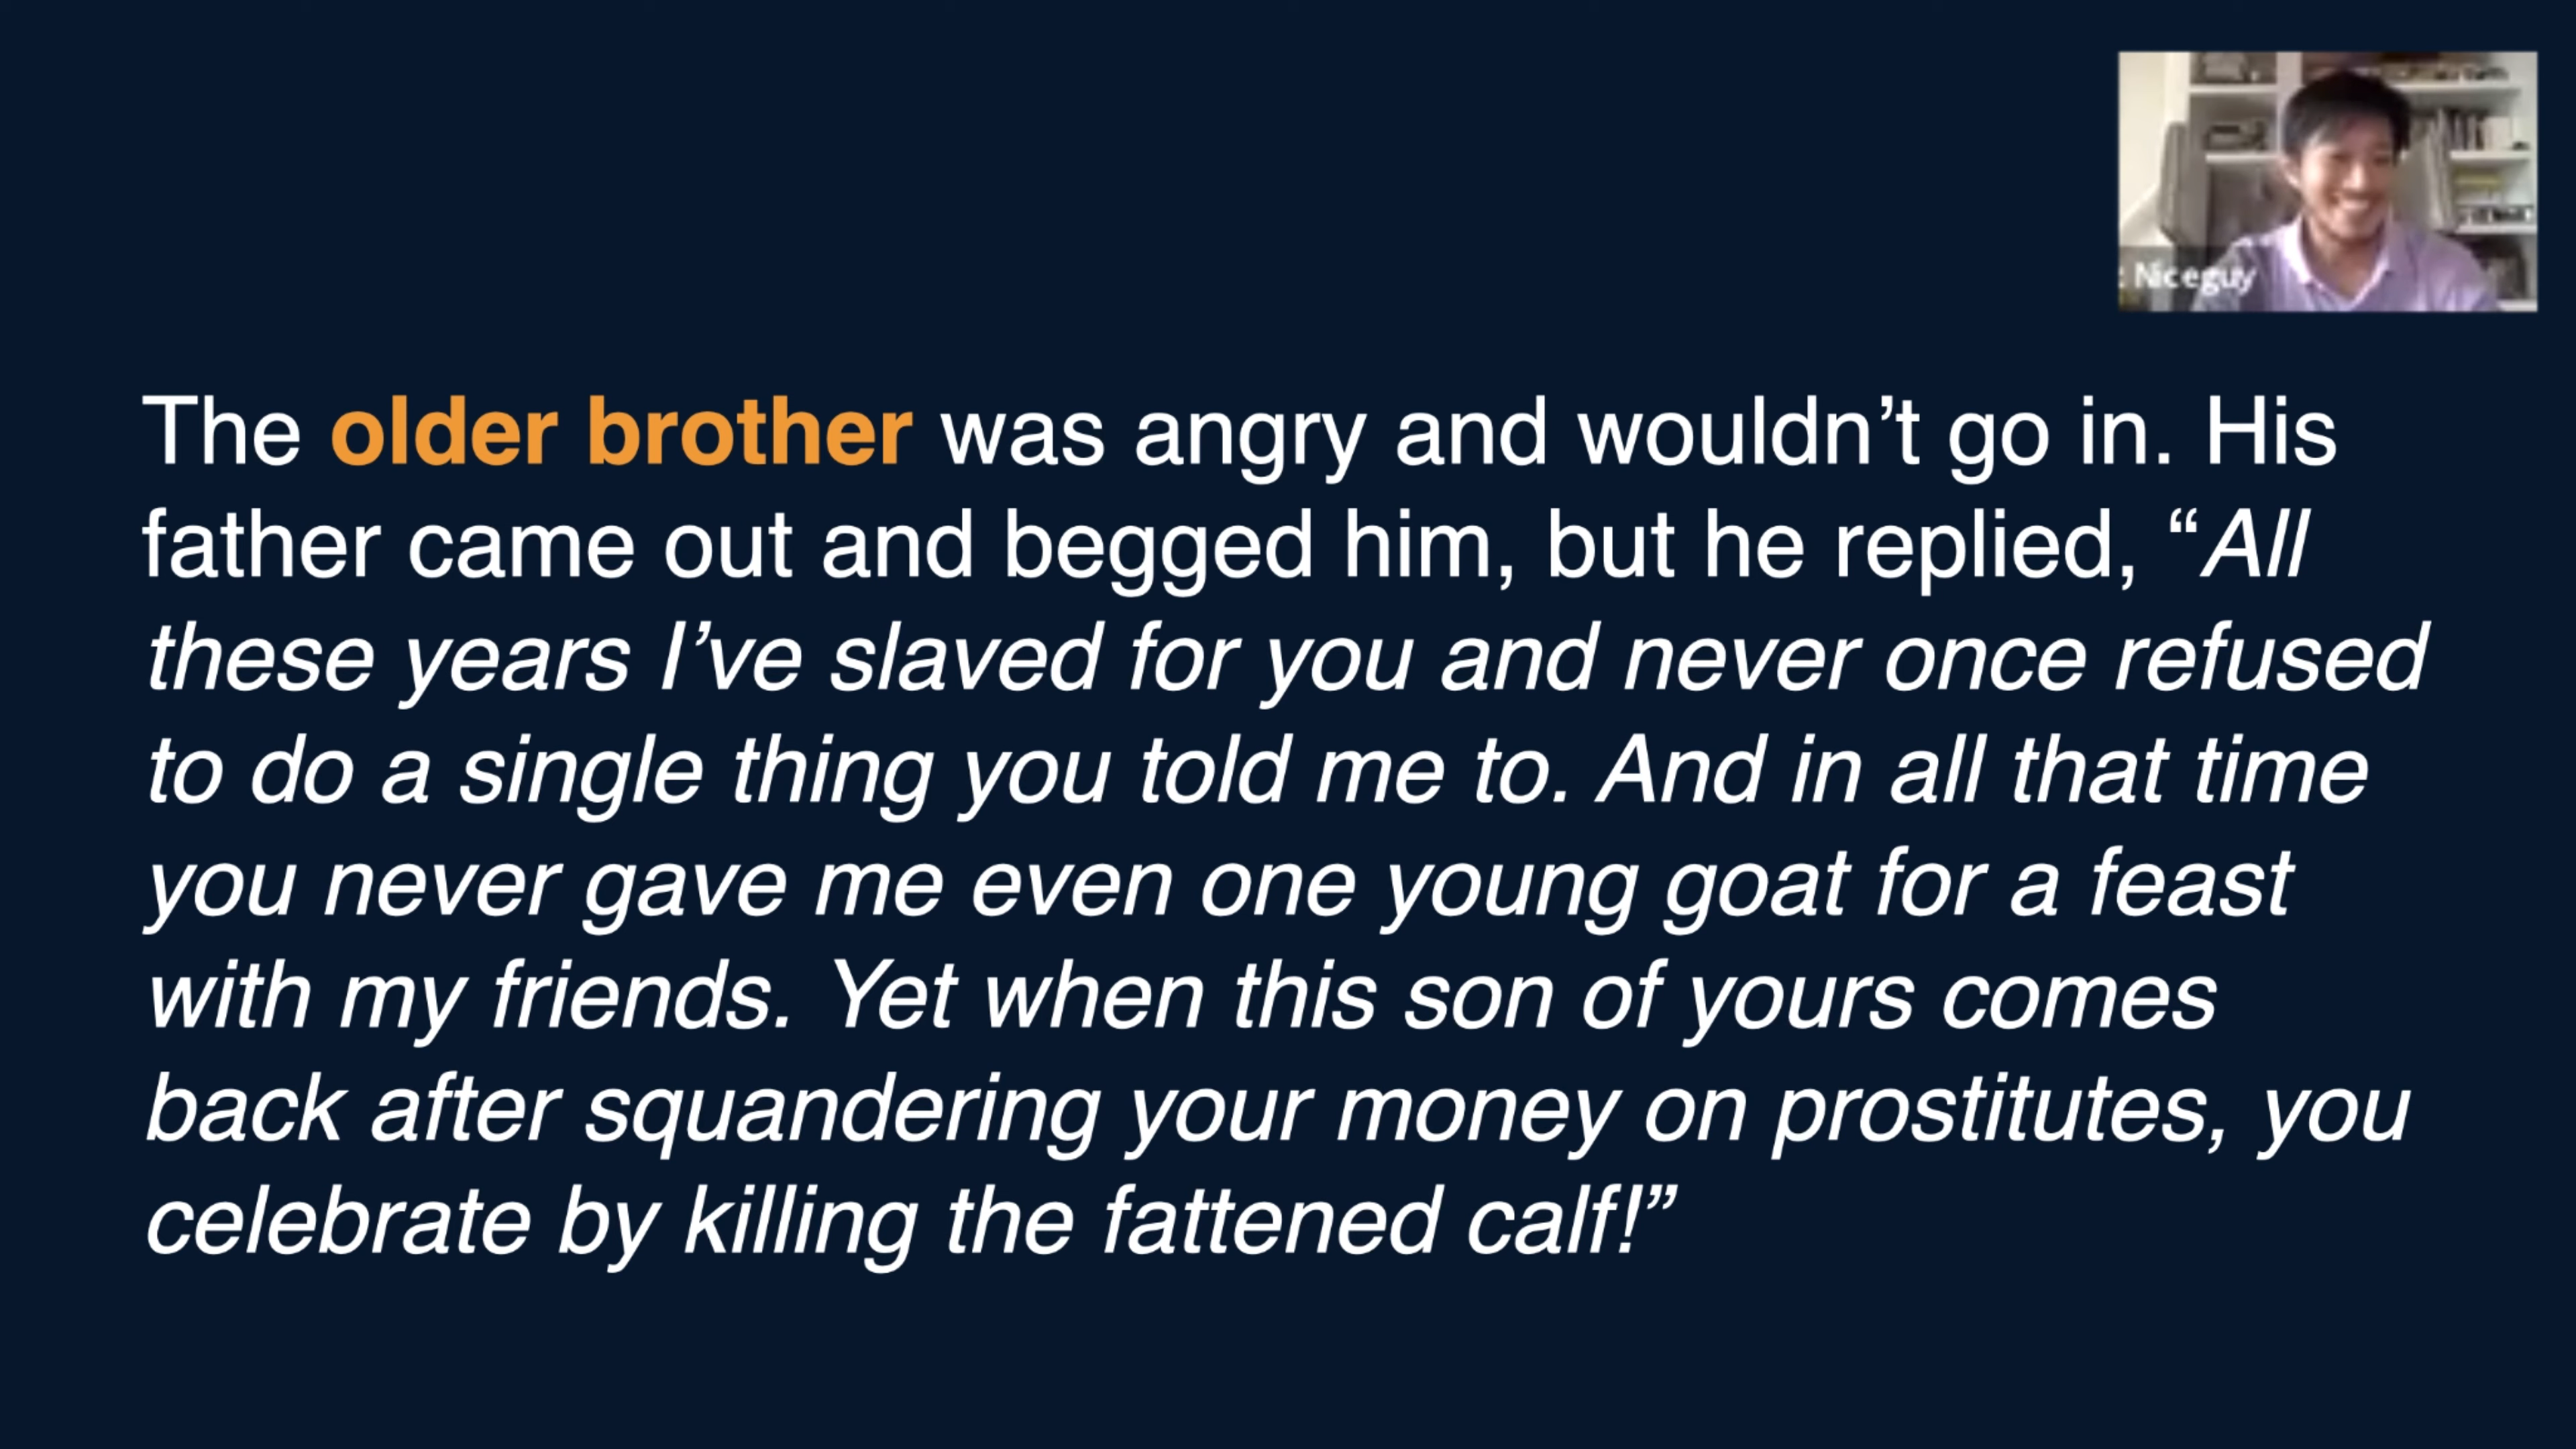 : Niceguy
The older brother was angry and wouldn’t go in. His
father came out and begged him, but he replied, “All
these years I’ve slaved for you and never once refused
to do a single thing you told me to. And in all that time
you never gave me even one young goat for a feast
with my friends. Yet when this son of yours comes
back after squandering your money on prostitutes, you
celebrate by killing the fattened calf!”